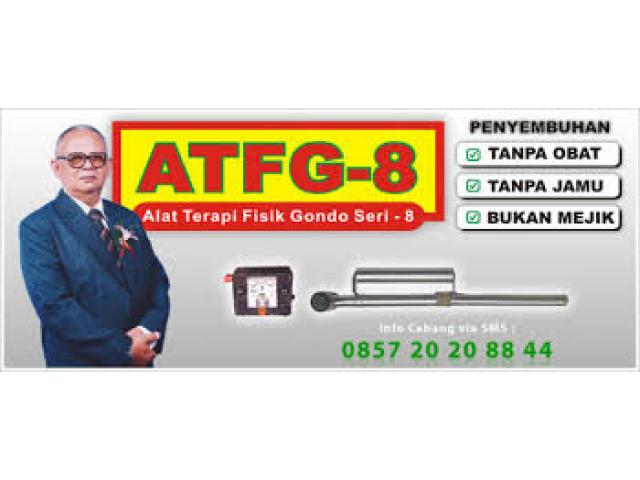 ATFG-8
Alat Terapi Fisik Gondo Seri - 8
PENYEMBUHAN
TANPA OBAT
TANPA JAMU
BUKAN MEJIK
Info Cabang via SMS :
0857 20 20 88 44